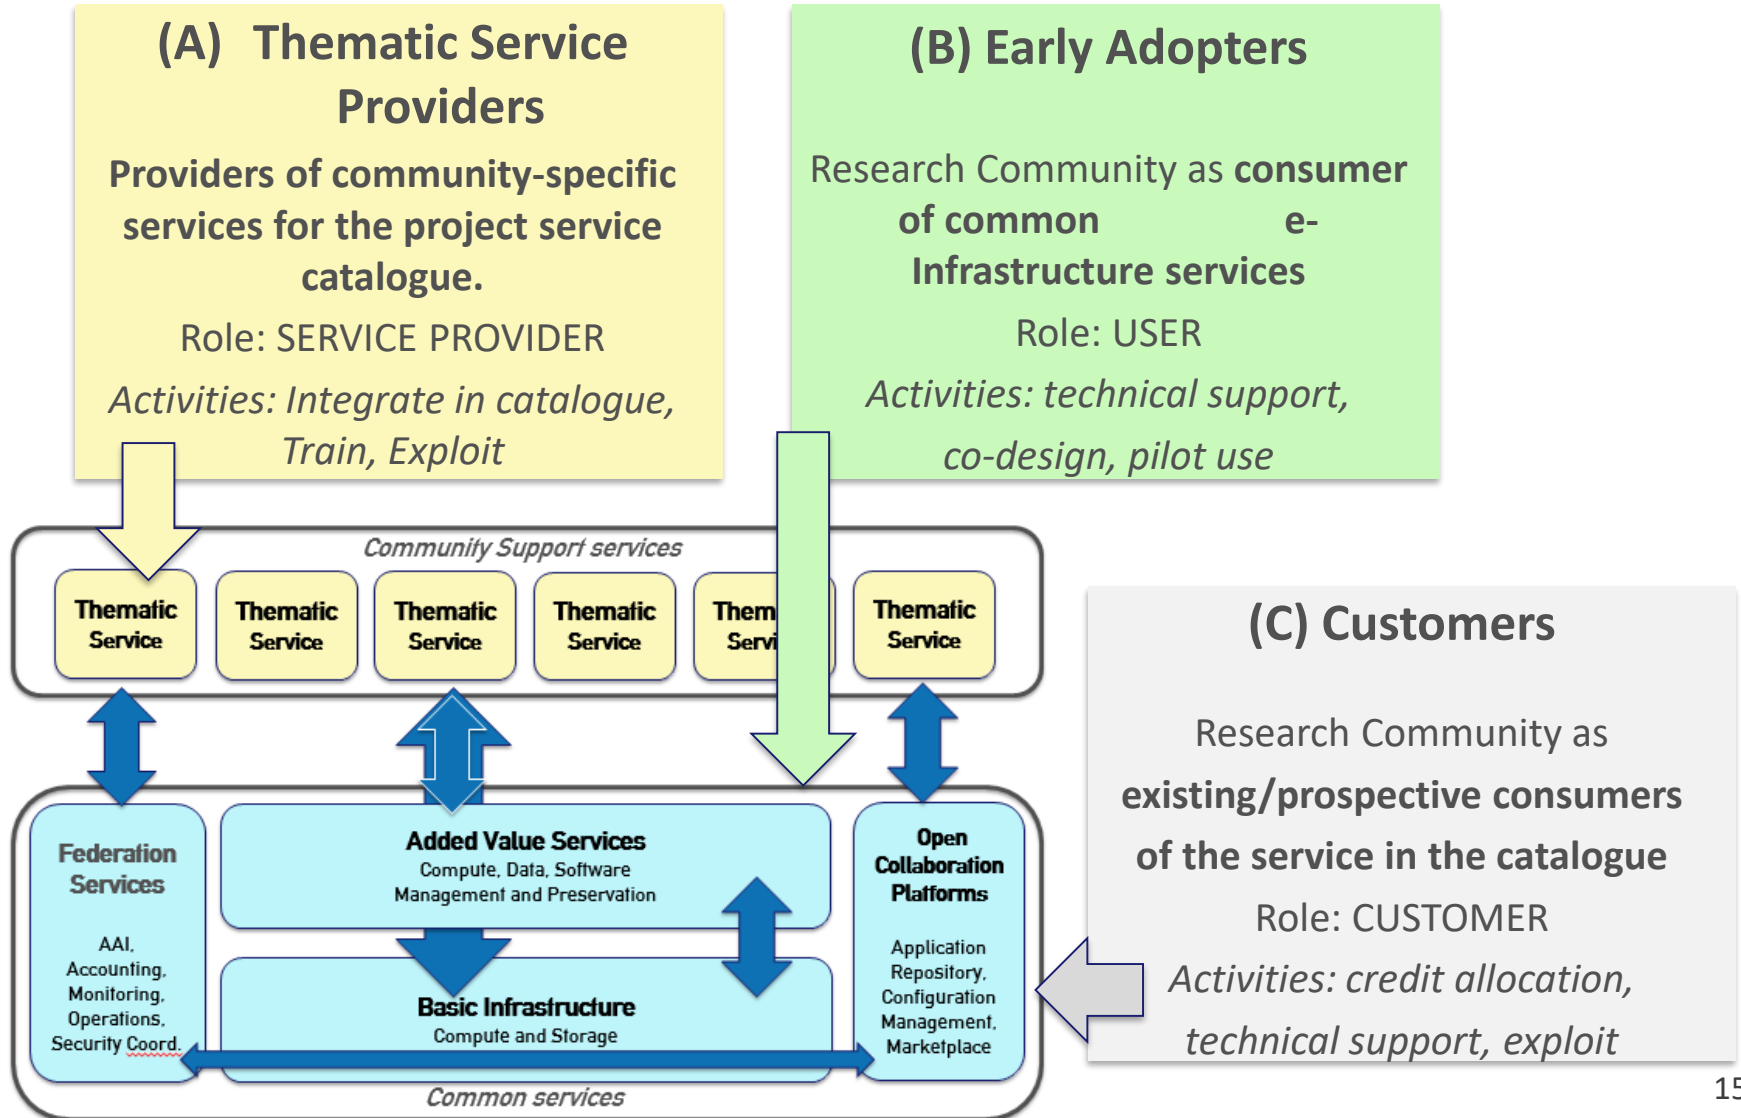 (A) Thematic Service
Providers
Providers of community-specific
services for the project service
catalogue.
Role: SERVICE PROVIDER
Activities: Integrate in catalogue,
Train, Exploit
(B) Early Adopters
Research Community as consumer
of common e-
Infrastructure services
Role: USER
Activities: technical support,
co-design, pilot use
Community Support services
Thematic
Service
Thematic
Service
Thematic
Service
Thematic
Service
Them
Servi
Thematic
Service
(C) Customers
Research Community as
existing/prospective consumers
of the service in the catalogue
Role: CUSTOMER
Activities: credit allocation,
technical support, exploit
Federation
Services
AAI,
Accounting,
Monitoring,
Operations,
Security Coord.
Added Value Services
Compute, Data, Software
Management and Preservation
Basic Infrastructure
Compute and Storage
Open
Collaboration
Platforms
Application
Repository,
Configuration
Management,
Marketplace
Common services
15